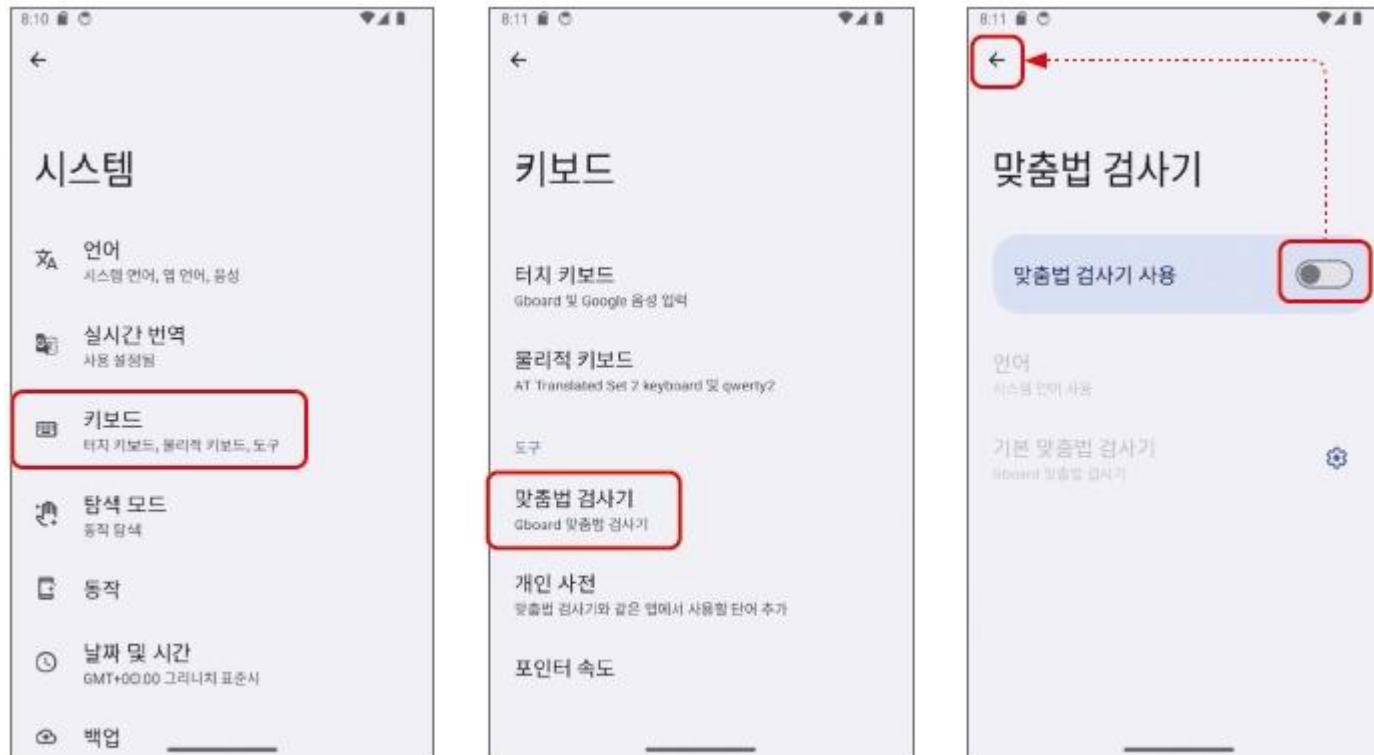 8:10
시스템
언어
시스템 언어, 앱 언어, 음성
실시간 번역
사용 설정됨
키보드
터치 키보드, 물리적 키보드, 도구
탐색 모드
동작 탐색
동작
날짜 및 시간
GMT+00:00 그리니치 표준시
백업
8:11
키보드
터치 키보드
Gboard 및 Google 음성 입력
물리적 키보드
AT Translated Set 2 keyboard 및 qwerty2
도구
맞춤법 검사기
Gboard 맞춤법 검사기
개인 사전
맞춤법 검사기와 같은 앱에서 사용할 단어 추가
포인터 속도
8:11
맞춤법 검사기
맞춤법 검사기 사용
언어
시스템 언어 사용
기본 맞춤법 검사기
Gboard 맞춤법 검사기